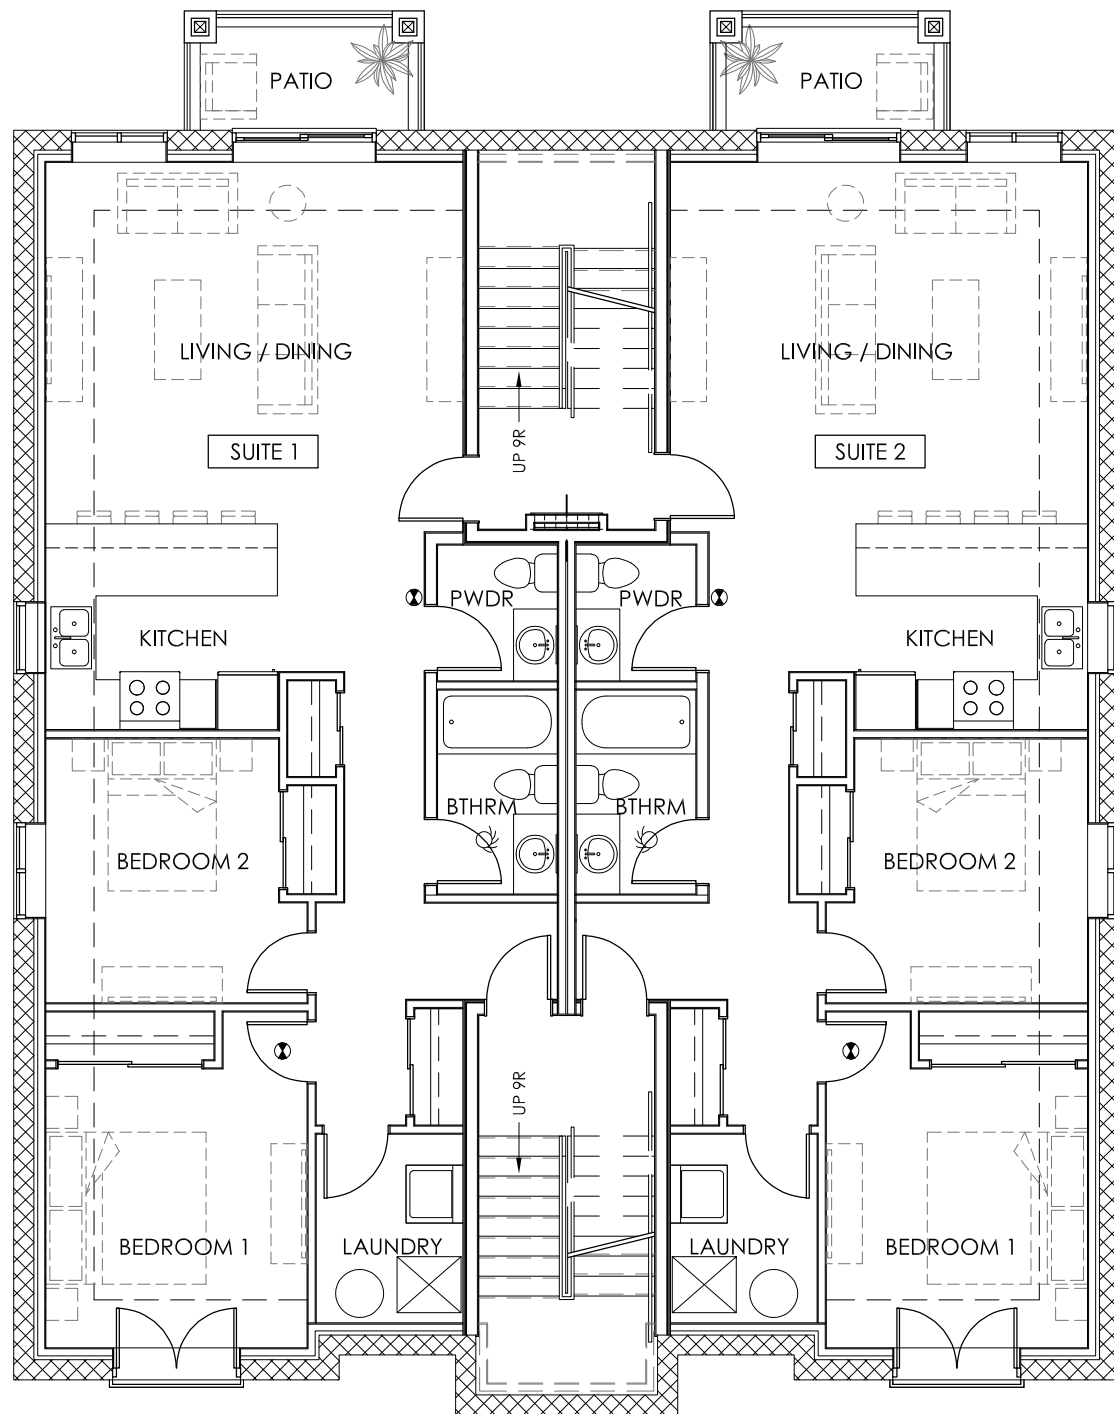 PATIO
PATIO
LIVING / DINING
LIVING / DINING
SUITE 1
UP 9R
SUITE 2
PWDR
PWDR
KITCHEN
KITCHEN
BTHRM
BTHRM
BEDROOM 2
BEDROOM 2
UP 9R
BEDROOM 1
LAUNDRY
LAUNDRY
BEDROOM 1